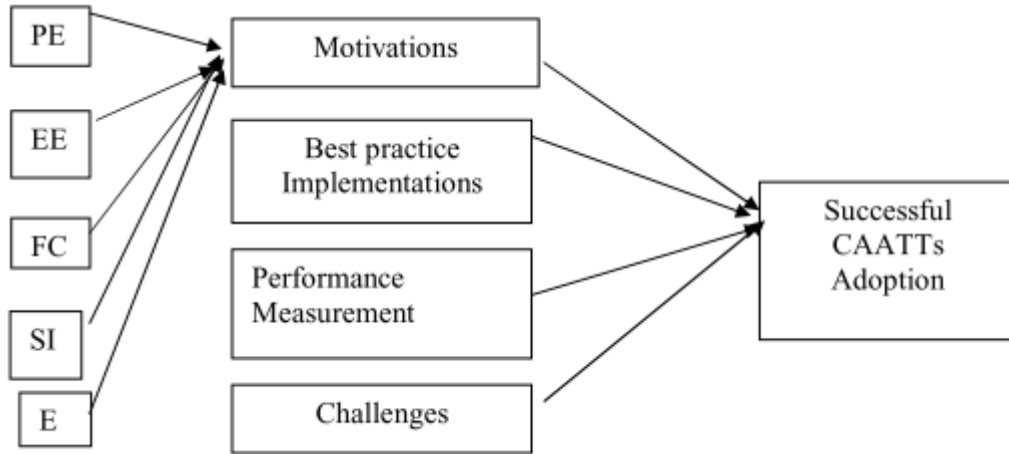 PE
EE
FC
SI
E
Motivations
Best practice
Implementations
Performance
Measurement
Challenges
Successful
CAATTs
Adoption